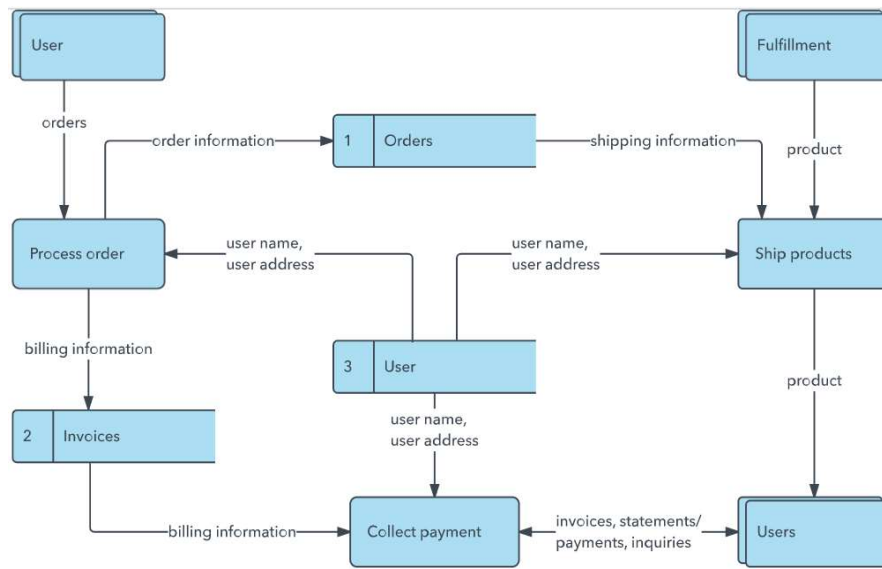 User
Fulfillment
orders
order information
1
Orders
shipping information
product
Process order
user name,
user address
user name,
user address
Ship products
billing information
3
User
product
2
Invoices
user name,
user address
billing information
Collect payment
invoices, statements/
payments, inquiries
Users